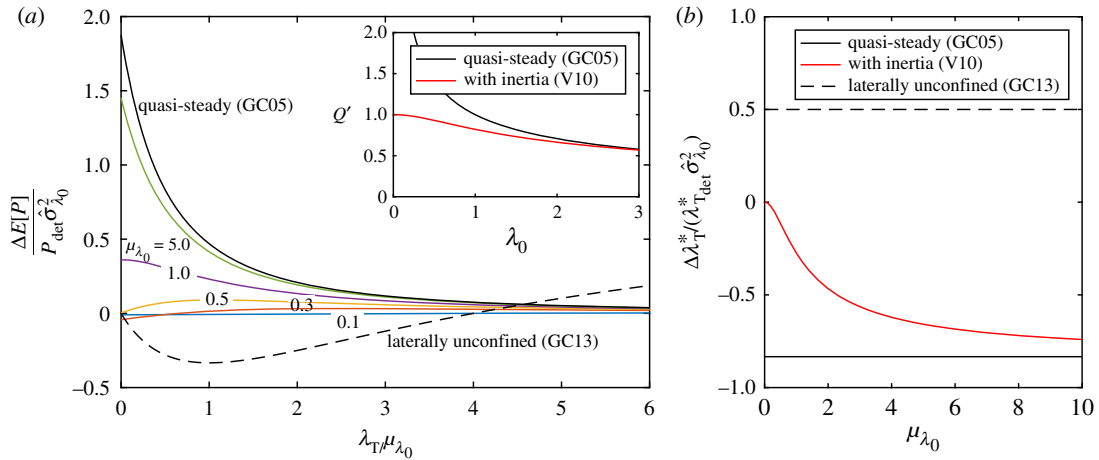 (a)
2.0
1.5
1.0
0.5
0
–0.5
ΔE[P]
P_det σ̂²_λ₀
quasi-steady (GC05)
μ_λ₀ = 5.0
1.0
0.5
0.3
0.1
laterally unconfined (GC13)
0 1 2 3 4 5 6
λ_T/μ_λ₀
2.0
1.5
Q′ 1.0
0.5
0
quasi-steady (GC05)
with inertia (V10)
0 1 2 3
λ₀
(b)
1.0
0.5
0
–0.5
–1.0
Δλ*_T/(λ*_T_det σ̂²_λ₀)
quasi-steady (GC05)
with inertia (V10)
laterally unconfined (GC13)
0 2 4 6 8 10
μ_λ₀